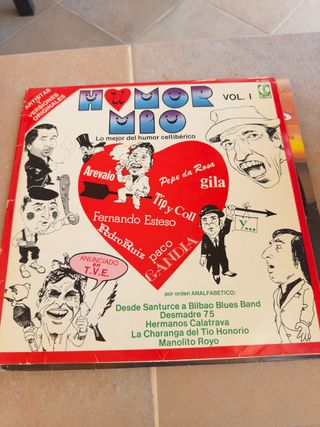 ARTISTAS Y
VERSIONES
ORIGINALES
HUMOR
MIO
VOL. I
Lo mejor del humor celtibérico
Arevalo
Pepe da Rosa
Tip y Coll
gila
Fernando Esteso
Pedro Ruiz
paco
GANDIA
Y...
ANUNCIADO
en
T.V.E.
por orden ANALFABETICO:
Desde Santurce a Bilbao Blues Band
Desmadre 75
Hermanos Calatrava
La Charanga del Tio Honorio
Manolito Royo